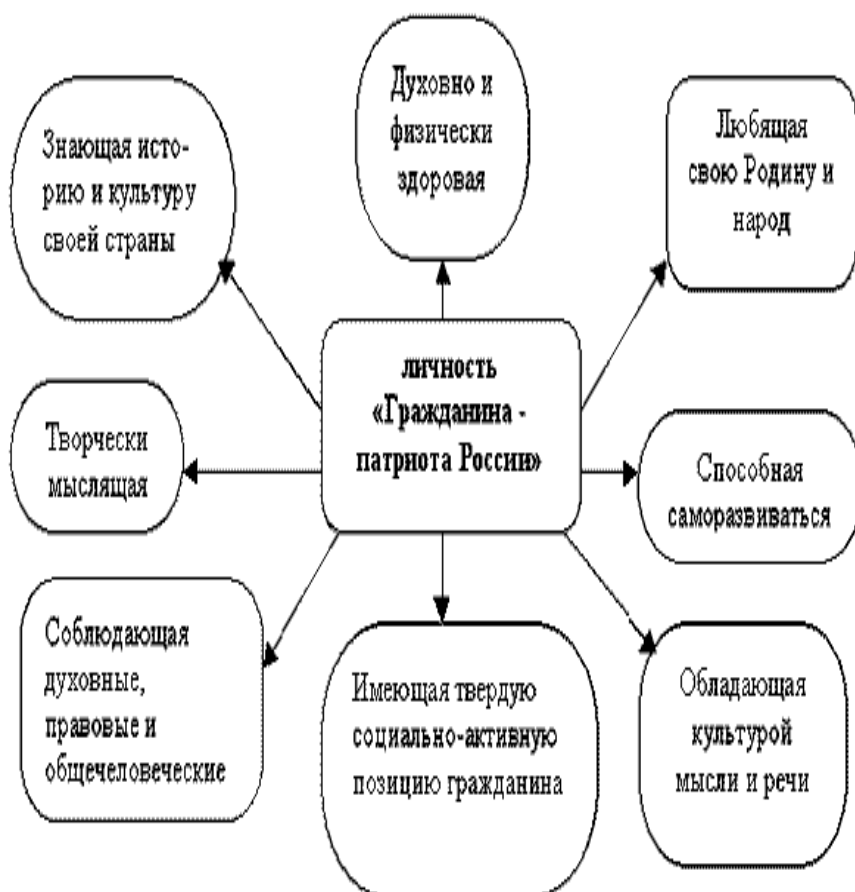 Духовно и
физически
здоровая
Знающая исто-
рию и культуру
своей страны
Любящая
свою Родину и
народ
личность
«Гражданина -
патриота России»
Творчески
мыслящая
Способная
саморазвиваться
Соблюдающая
духовные,
правовые и
общечеловеческие
Имеющая твердую
социально-активную
позицию гражданина
Обладающая
культурой
мысли и речи